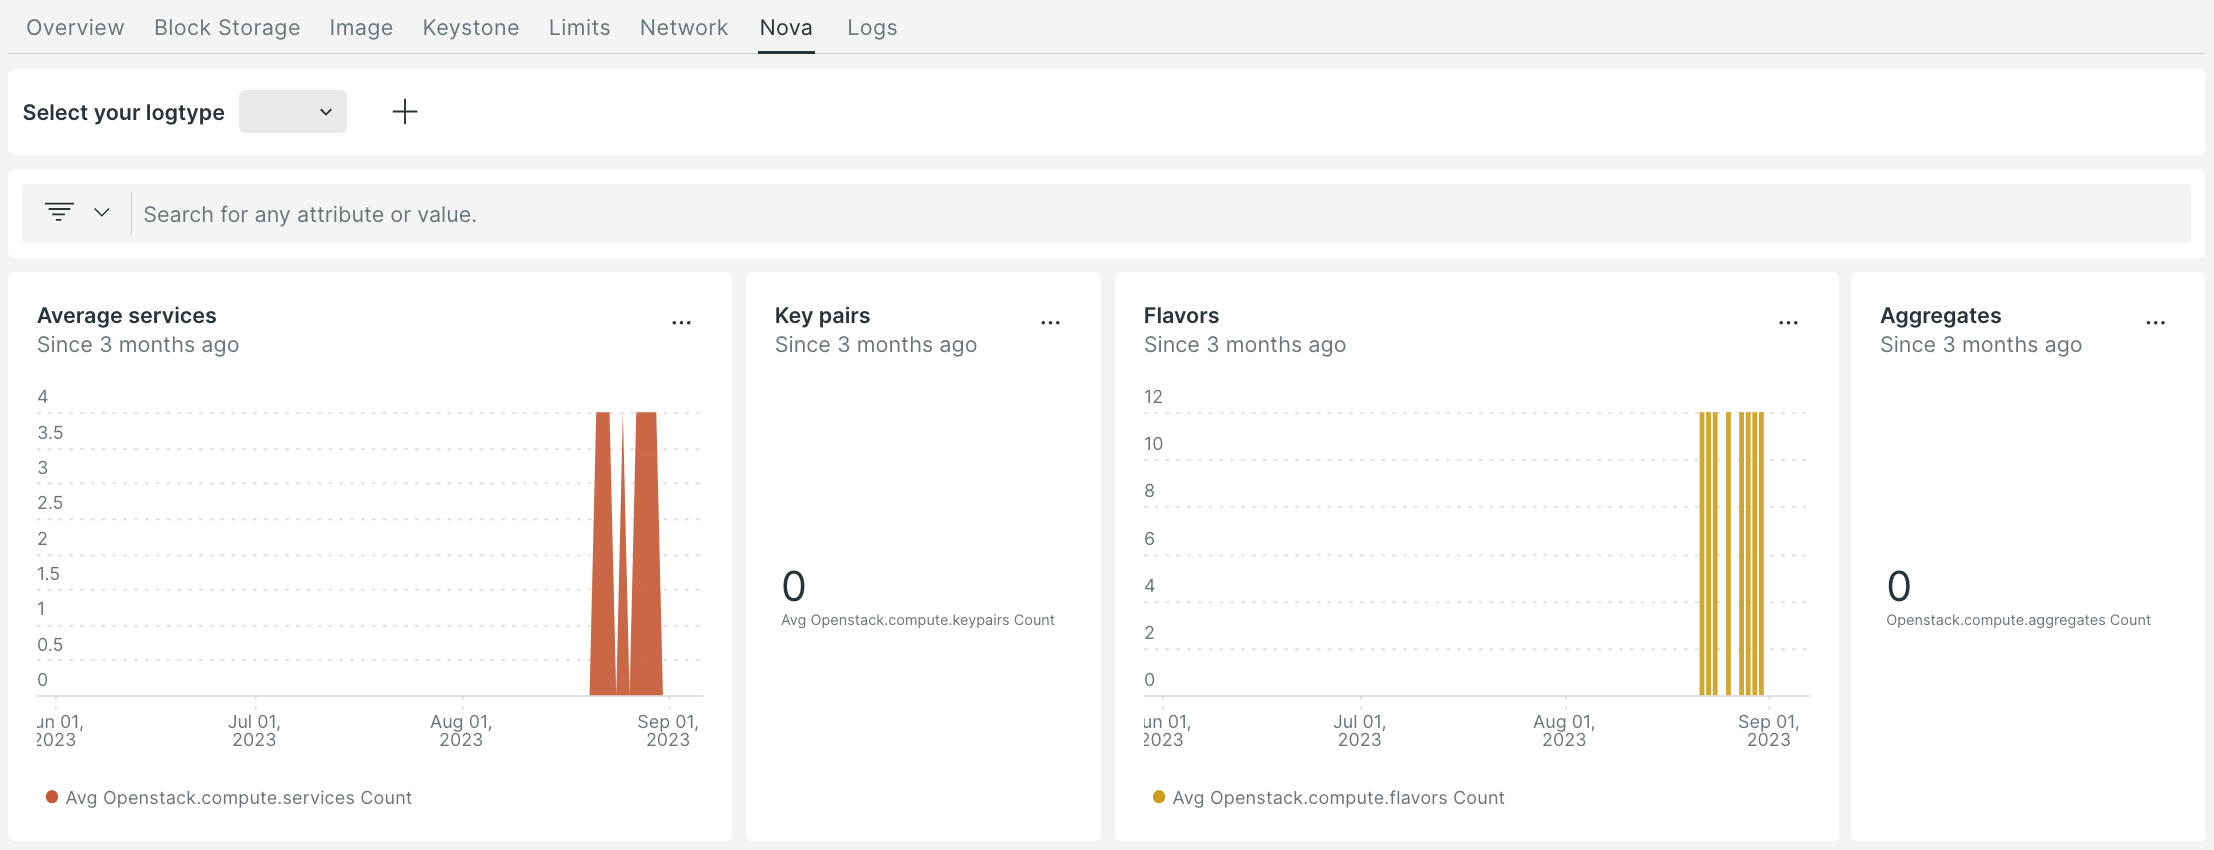 Overview Block Storage Image Keystone Limits Network Nova Logs
Select your logtype
Search for any attribute or value.
Average services
Since 3 months ago
4
3.5
3
2.5
2
1.5
1
0.5
0
un 01, 2023
Jul 01, 2023
Aug 01, 2023
Sep 01, 2023
Avg Openstack.compute.services Count
Key pairs
Since 3 months ago
0
Avg Openstack.compute.keypairs Count
Flavors
Since 3 months ago
12
10
8
6
4
2
0
un 01, 2023
Jul 01, 2023
Aug 01, 2023
Sep 01, 2023
Avg Openstack.compute.flavors Count
Aggregates
Since 3 months ago
0
Openstack.compute.aggregates Count